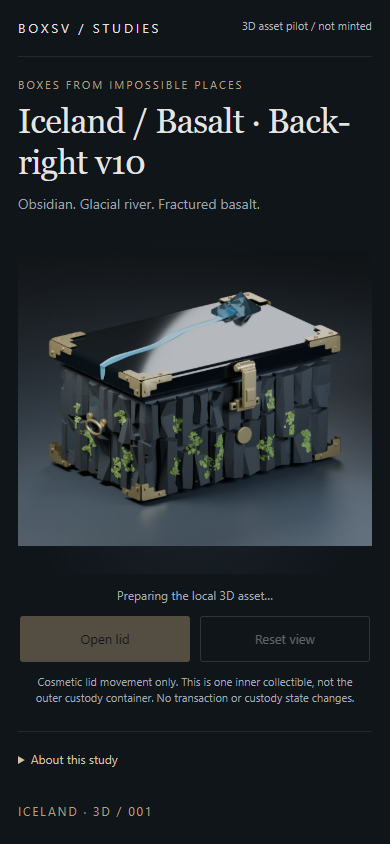 BOXSV / STUDIES
3D asset pilot / not minted
BOXES FROM IMPOSSIBLE PLACES
Iceland / Basalt · Back-
right v10
Obsidian. Glacial river. Fractured basalt.
Preparing the local 3D asset...
Open lid
Reset view
Cosmetic lid movement only. This is one inner collectible, not the
outer custody container. No transaction or custody state changes.
About this study
ICELAND · 3D / 001